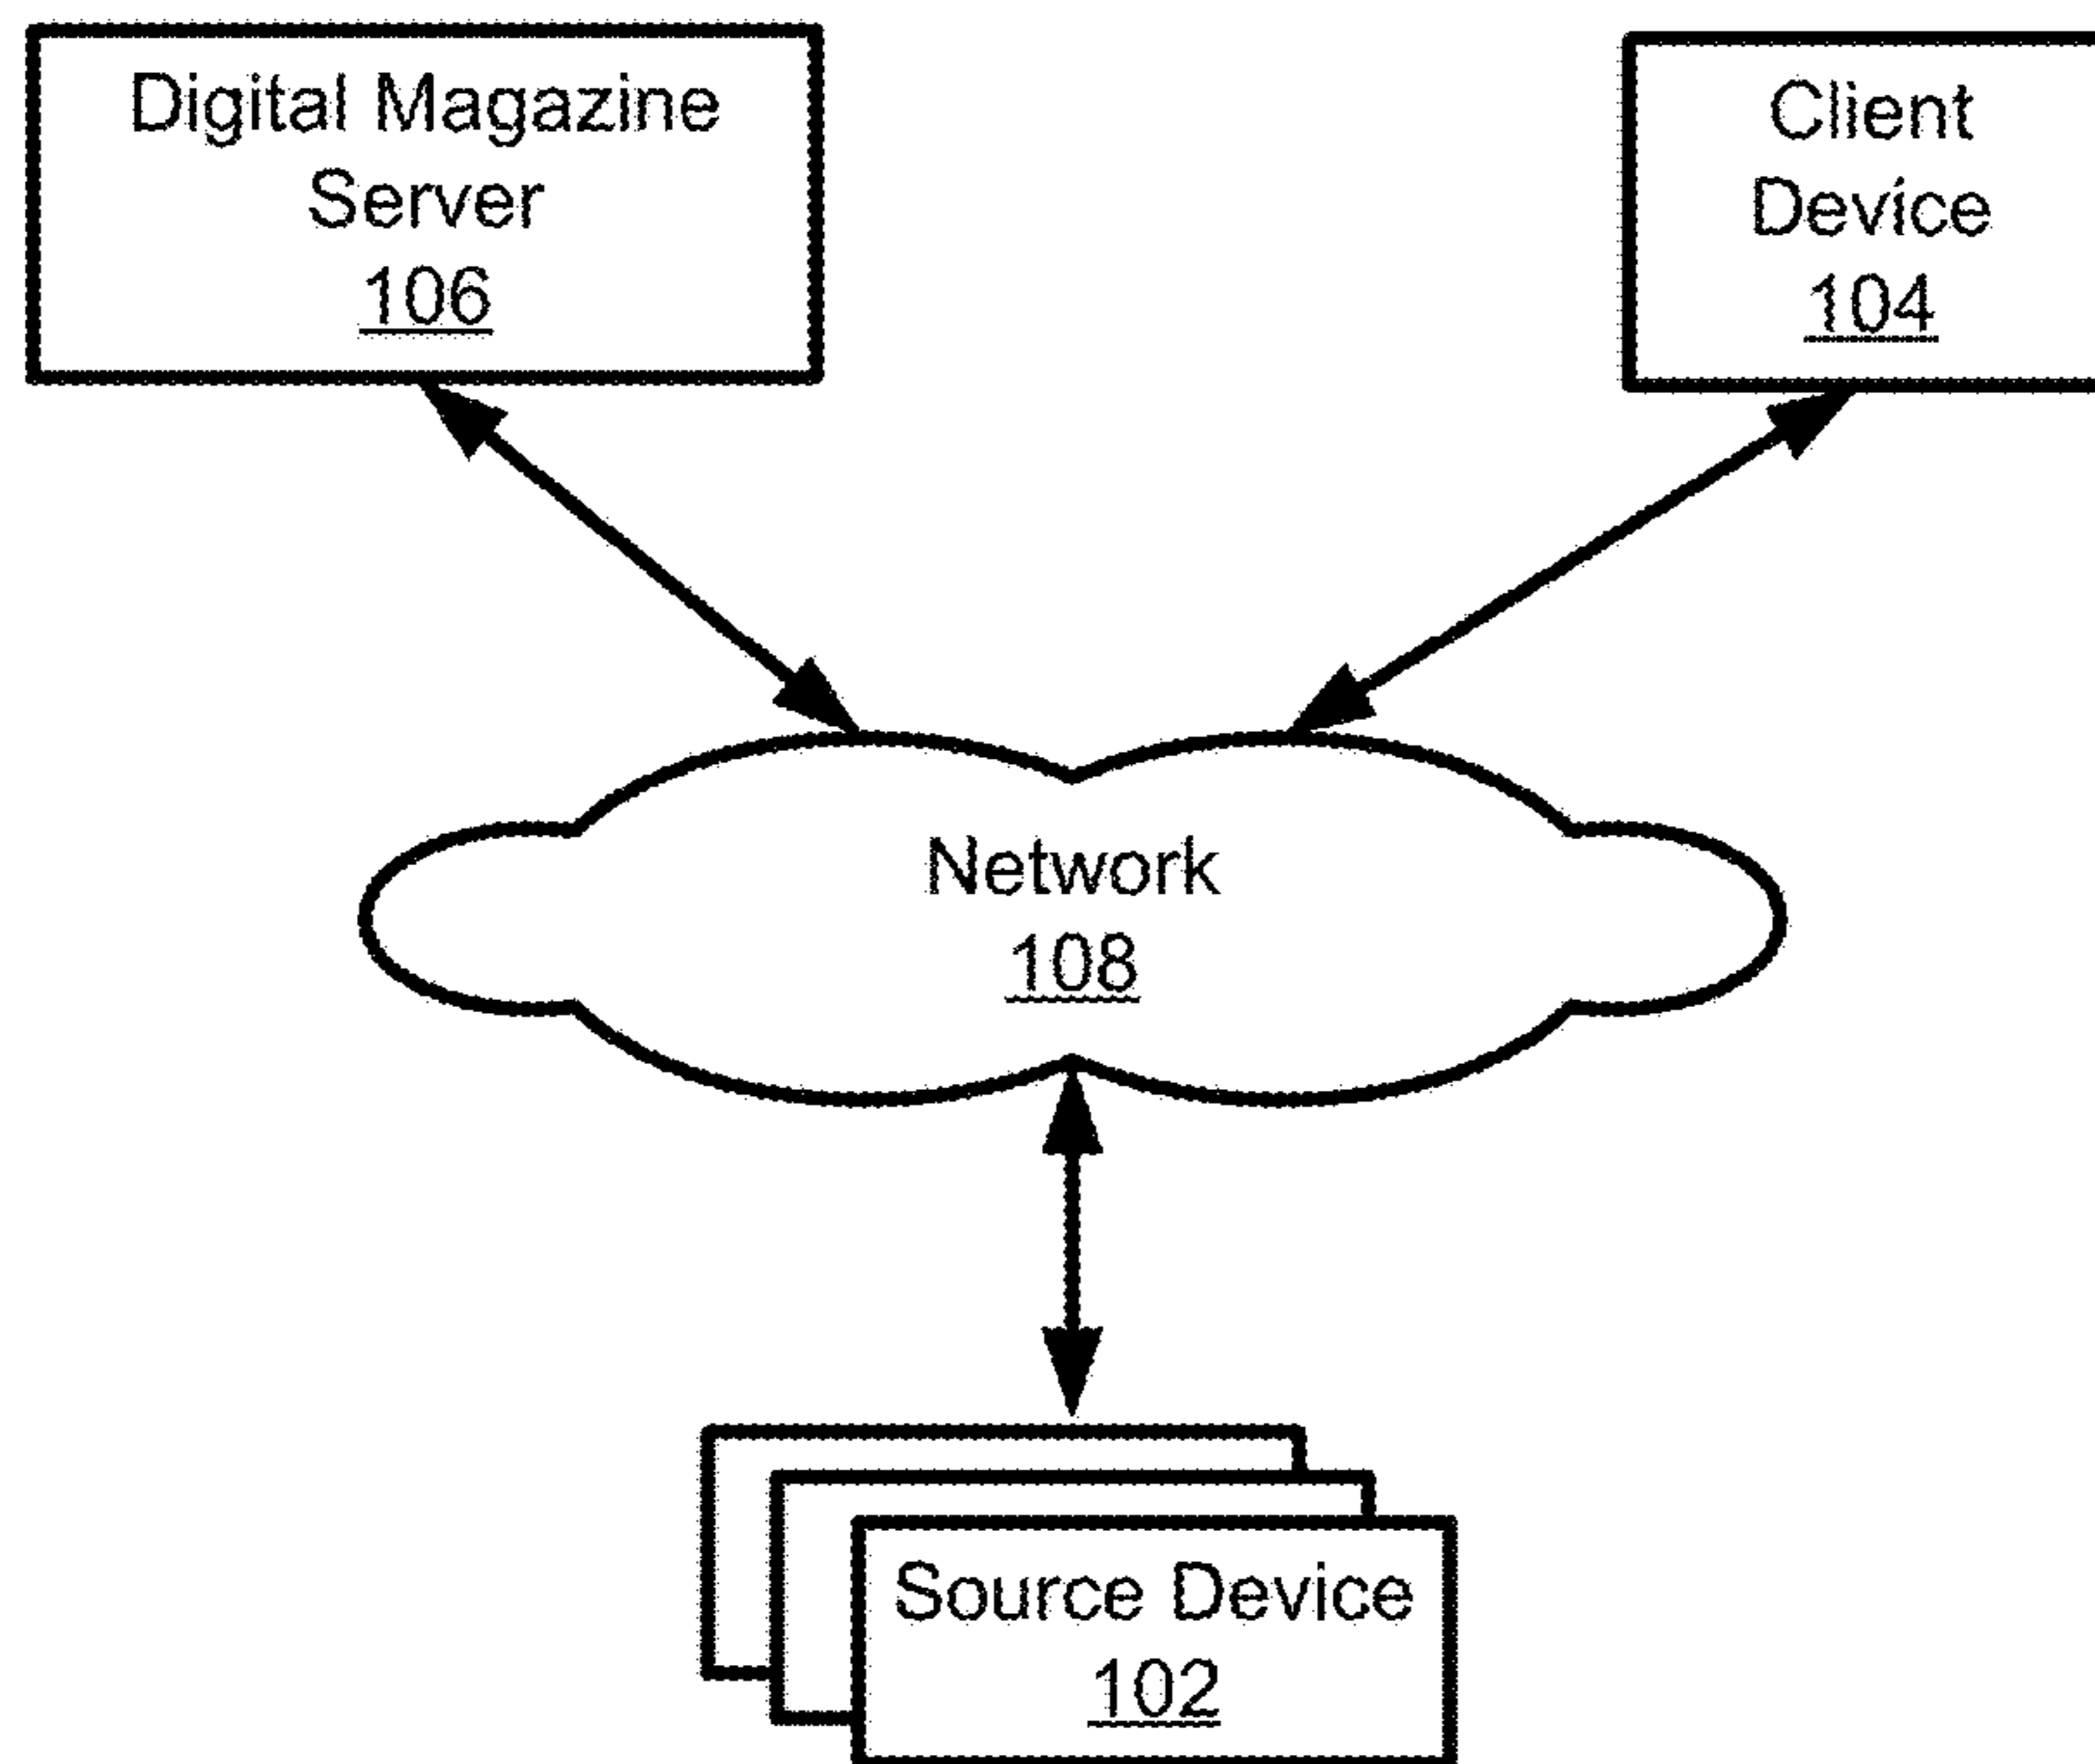 Digital Magazine
Server
106
Client
Device
104
Network
108
Source Device
102